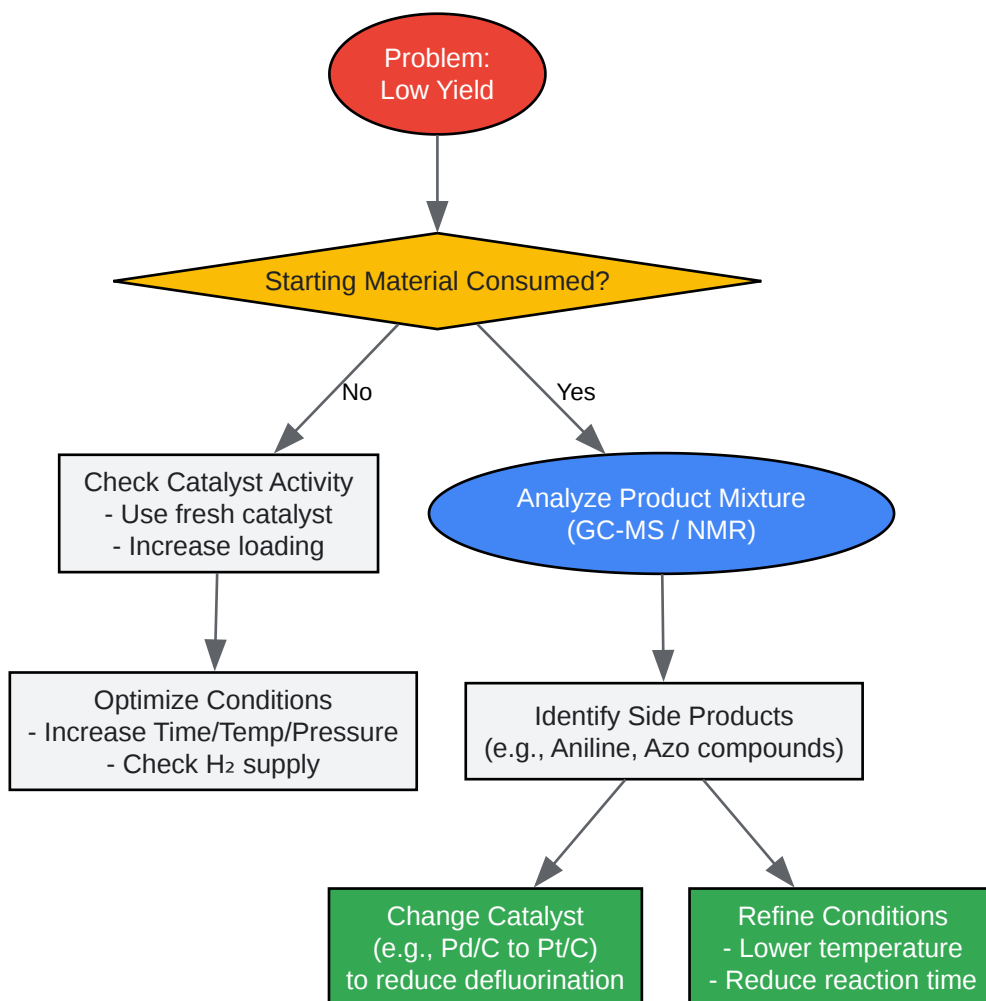 Problem:
Low Yield
Starting Material Consumed?
No
Yes
Check Catalyst Activity
- Use fresh catalyst
- Increase loading
Analyze Product Mixture
(GC-MS / NMR)
Optimize Conditions
- Increase Time/Temp/Pressure
- Check H₂ supply
Identify Side Products
(e.g., Aniline, Azo compounds)
Change Catalyst
(e.g., Pd/C to Pt/C)
to reduce defluorination
Refine Conditions
- Lower temperature
- Reduce reaction time